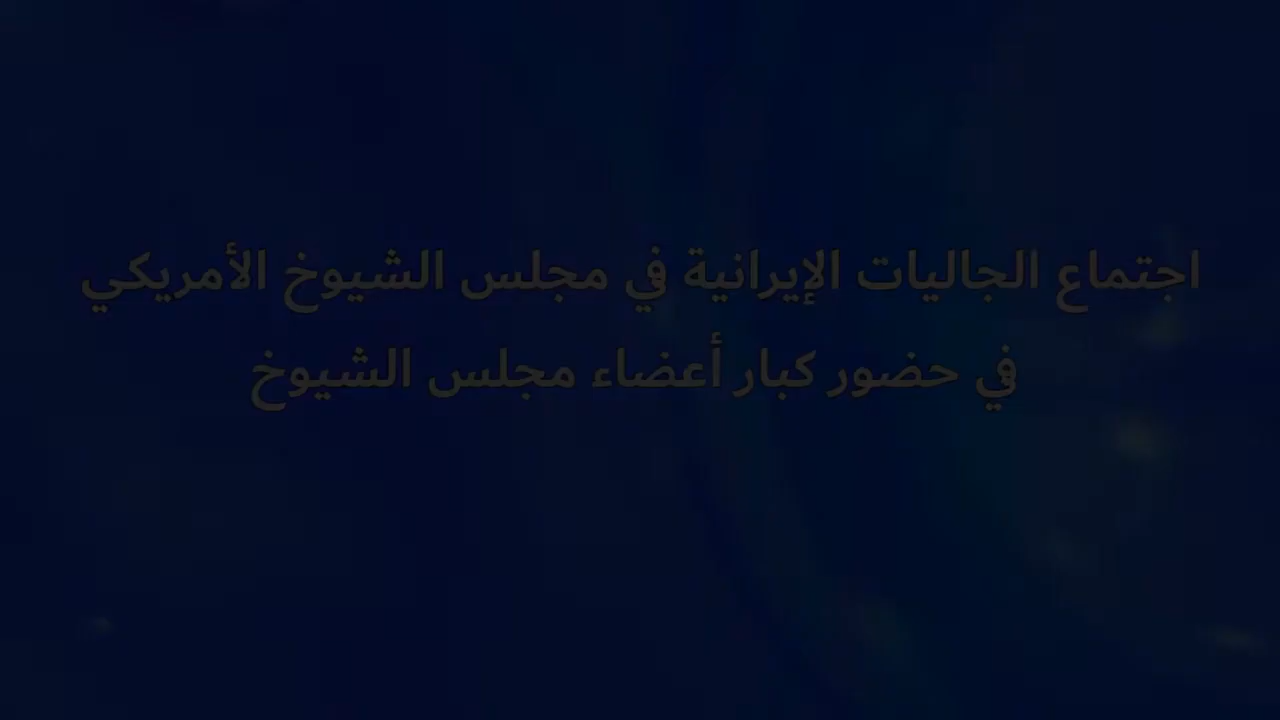 اجتماع الجاليات الإيرانية في مجلس الشيوخ الأمريكي
في حضور كبار أعضاء مجلس الشيوخ